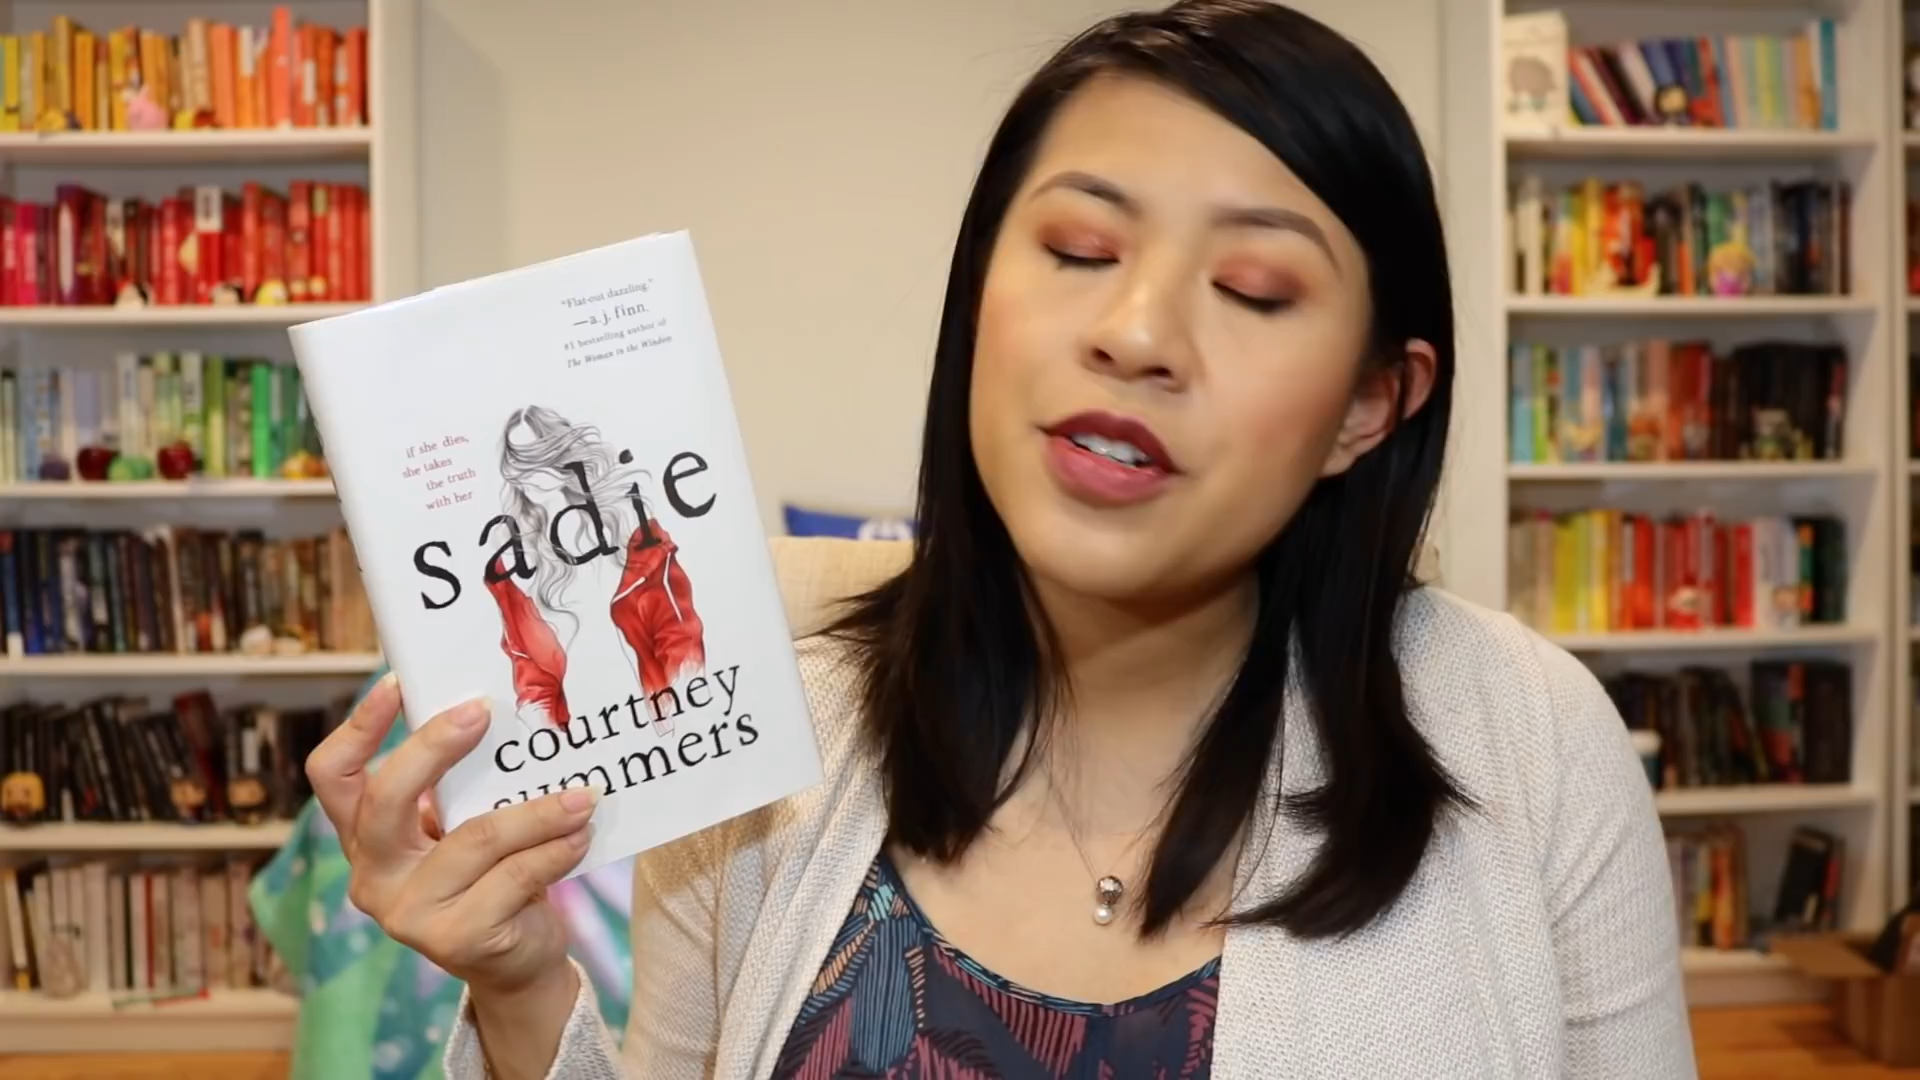 "Flat-out dazzling."
—a.j. finn,
#1 bestselling author of
The Woman in the Window
if she dies,
she takes
the truth
with her
sadie
courtney
summers